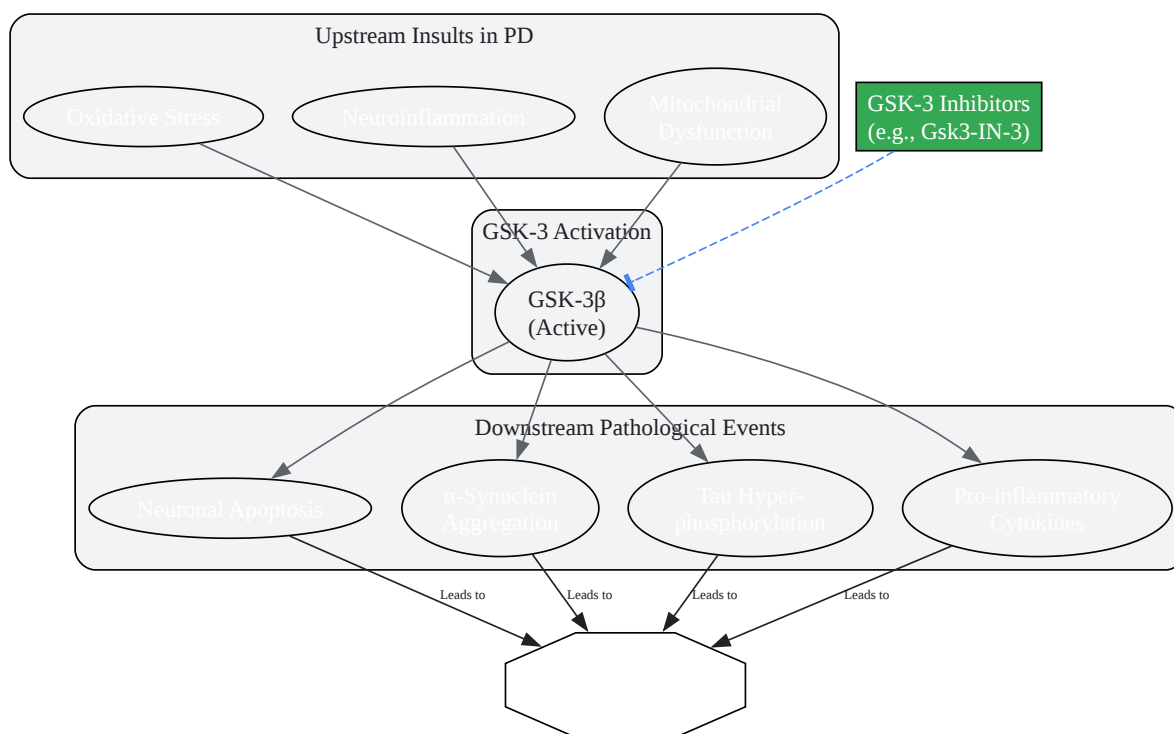 Upstream Insults in PD
Oxidative Stress
Neuroinflammation
Mitochondrial
Dysfunction
GSK-3 Inhibitors
(e.g., Gsk3-IN-3)
GSK-3 Activation
GSK-3β
(Active)
Downstream Pathological Events
Neuronal Apoptosis
α-Synuclein
Aggregation
Tau Hyper-
phosphorylation
Pro-inflammatory
Cytokines
Leads to
Leads to
Leads to
Leads to